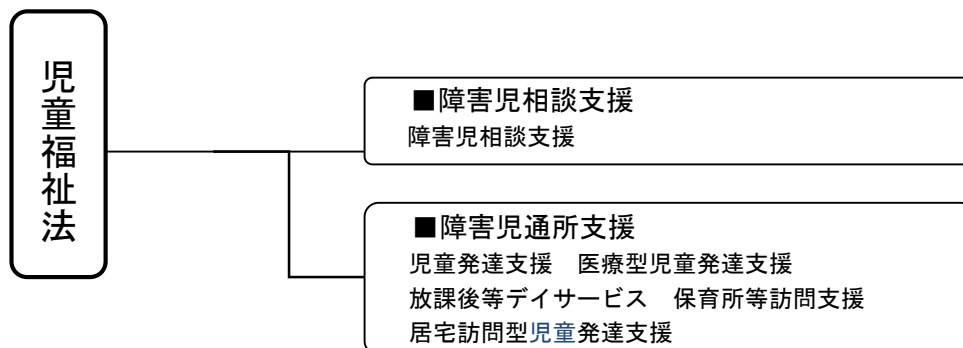 児童福祉法
■障害児相談支援
障害児相談支援
■障害児通所支援
児童発達支援　医療型児童発達支援
放課後等デイサービス　保育所等訪問支援
居宅訪問型児童発達支援